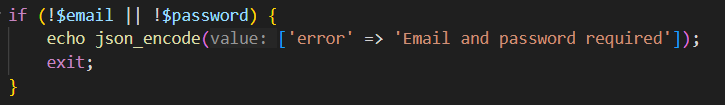 if (!$email || !$password) {
    echo json_encode(value: ['error' => 'Email and password required']);
    exit;
}